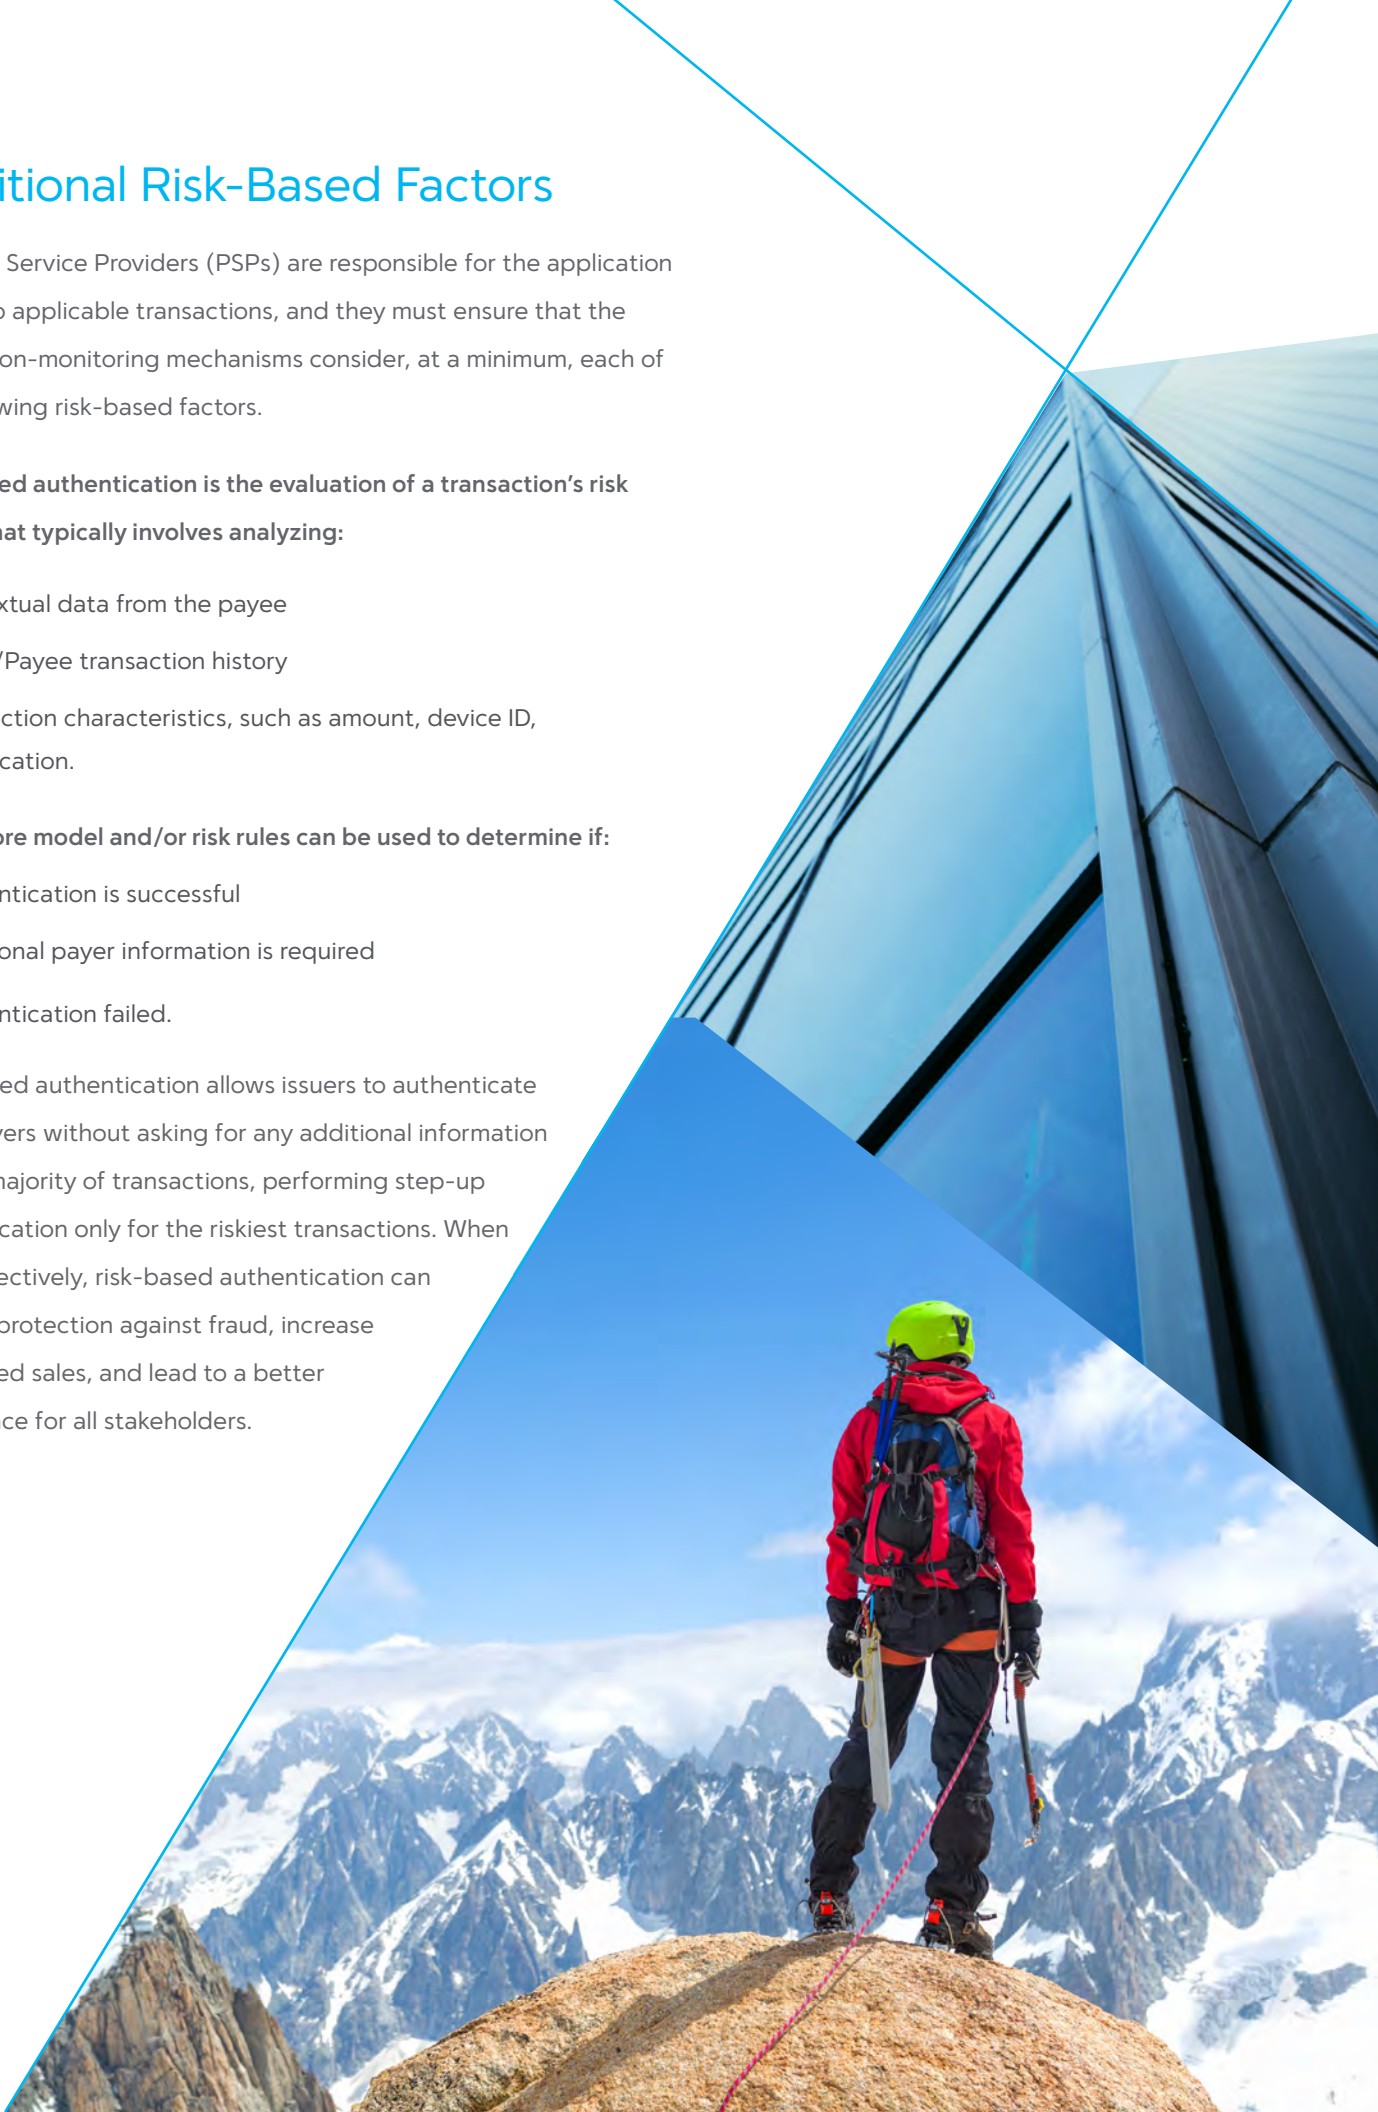 itional Risk-Based Factors
Service Providers (PSPs) are responsible for the application
o applicable transactions, and they must ensure that the
on-monitoring mechanisms consider, at a minimum, each of
wing risk-based factors.
ed authentication is the evaluation of a transaction's risk
hat typically involves analyzing:
xtual data from the payee
/Payee transaction history
ction characteristics, such as amount, device ID,
cation.
ore model and/or risk rules can be used to determine if:
ntication is successful
onal payer information is required
ntication failed.
ed authentication allows issuers to authenticate
yers without asking for any additional information
majority of transactions, performing step-up
cation only for the riskiest transactions. When
ectively, risk-based authentication can
protection against fraud, increase
ed sales, and lead to a better
nce for all stakeholders.